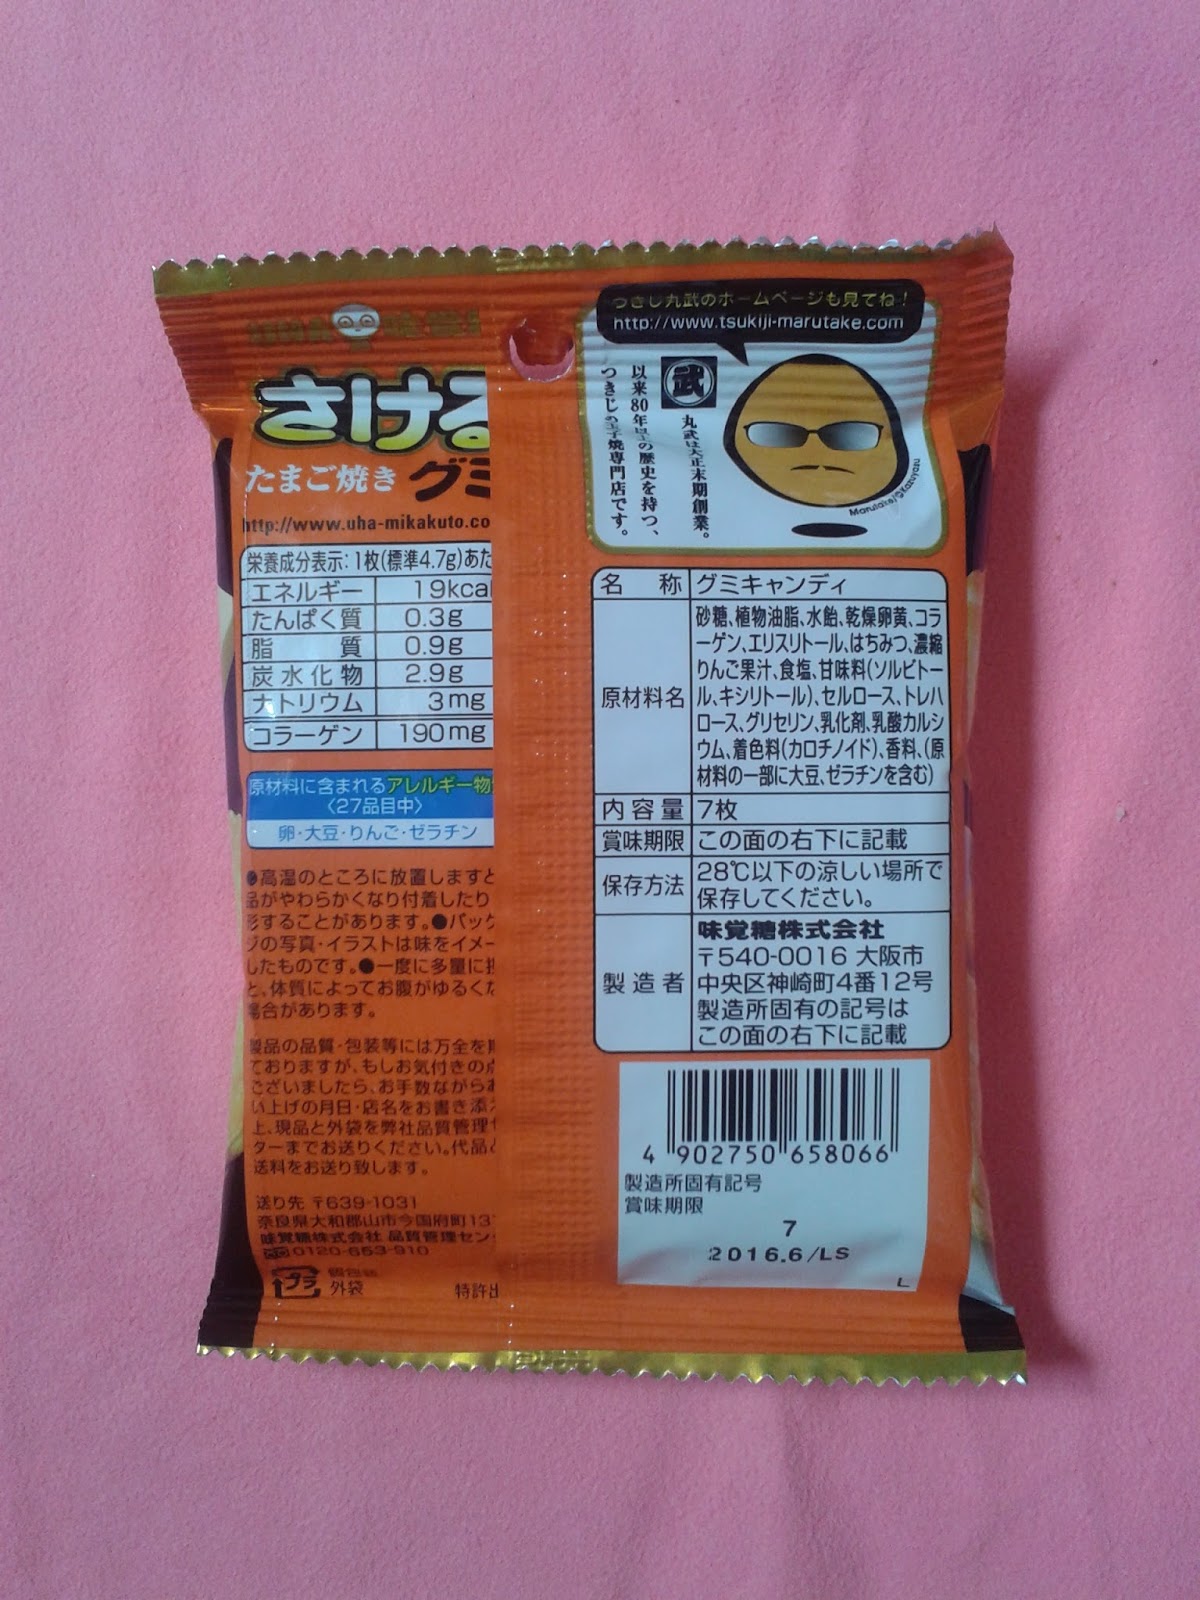 さける
たまご焼き グミ
http://www.uha-mikakuto.co
栄養成分表示:1枚(標準4.7g)あた
エネルギー 19kcal
たんぱく質 0.3g
脂 質 0.9g
炭水化物 2.9g
ナトリウム 3mg
コラーゲン 190mg
原材料に含まれるアレルギー物
〈27品目中〉
卵・大豆・りんご・ゼラチン
●高温のところに放置しますと
品がやわらかくなり付着したり
形することがあります。●パッケ
ジの写真・イラストは味をイメー
したものです。●一度に多量に
と、体質によってお腹がゆるくな
場合があります。
製品の品質・包装等には万全を
ておりますが、もしお気付きの点
ございましたら、お手数ながらお
い上げの月日・店名をお書き添え
上、現品と外袋を弊社品質管理セ
ターまでお送りください。代品と
送料をお送り致します。
送り先 〒639-1031
奈良県大和郡山市今国府町13
味覚糖株式会社 品質管理セン
0120-653-910
プラ
外袋
特許出
つきじ丸武のホームページも見てね!
http://www.tsukiji-marutake.com
武
丸武は大正末期創業。
以来80年以上の歴史を持つ、
つきじの玉子焼専門店です。
Marutake/@Kazuyazu
名 称 グミキャンディ
原材料名 砂糖、植物油脂、水飴、乾燥卵黄、コラ
ーゲン、エリスリトール、はちみつ、濃縮
りんご果汁、食塩、甘味料(ソルビトー
ル、キシリトール)、セルロース、トレハ
ロース、グリセリン、乳化剤、乳酸カルシ
ウム、着色料(カロチノイド)、香料、(原
材料の一部に大豆、ゼラチンを含む)
内容量 7枚
賞味期限 この面の右下に記載
保存方法 28℃以下の涼しい場所で
保存してください。
製造者 味覚糖株式会社
〒540-0016 大阪市
中央区神崎町4番12号
製造所固有の記号は
この面の右下に記載
4 902750 658066
製造所固有記号
賞味期限
7
2016.6/LS
L